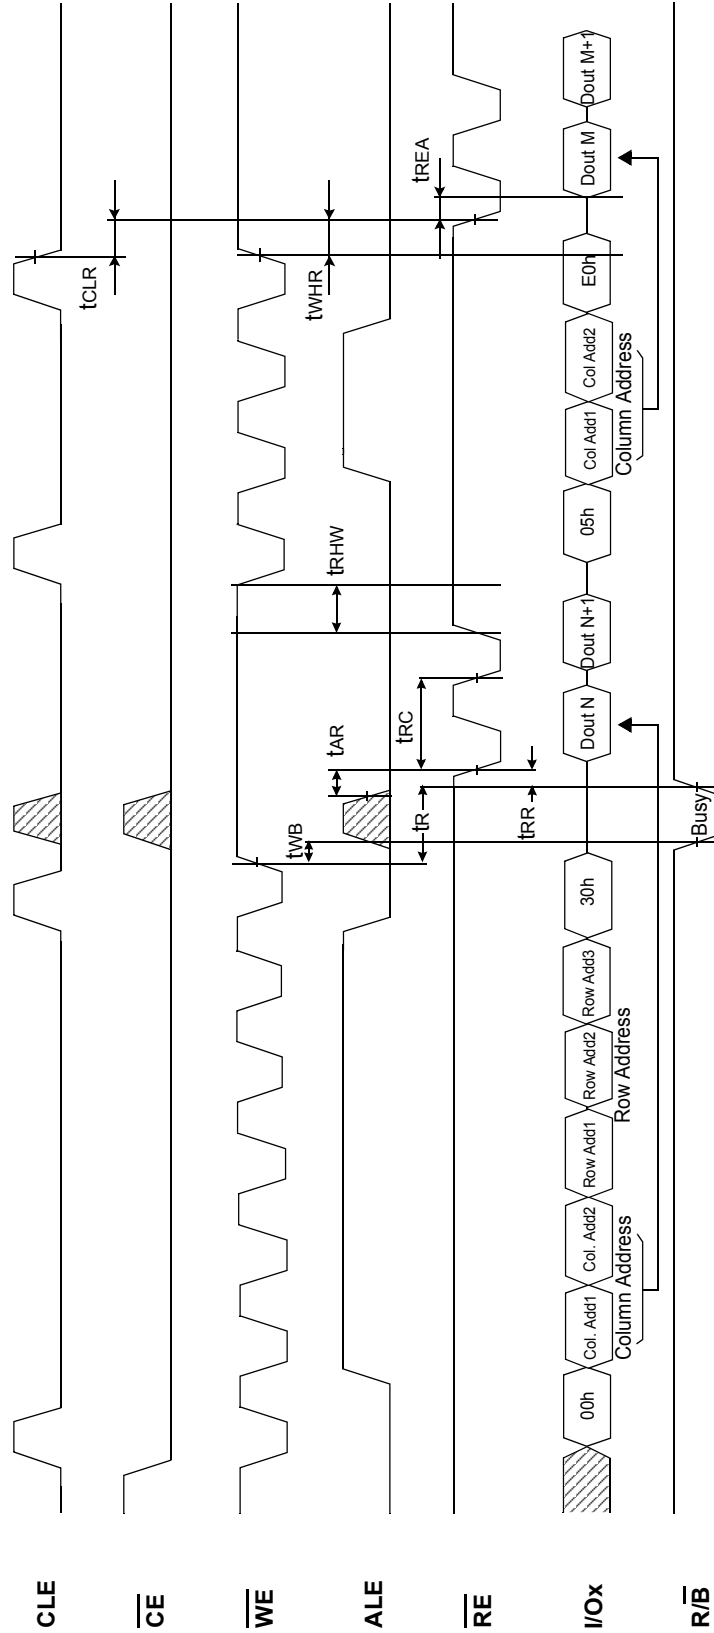 CLE
tCLR
CE
WE
tWB
tWHR
ALE
tAR
tRHW
tR
tRC
tREA
RE
tRR
I/Ox
00h
Col. Add1
Col. Add2
Row Add1
Row Add2
Row Add3
30h
Dout N
Dout N+1
05h
Col Add1
Col Add2
E0h
Dout M
Dout M+1
Column Address
Row Address
Column Address
R/B
Busy